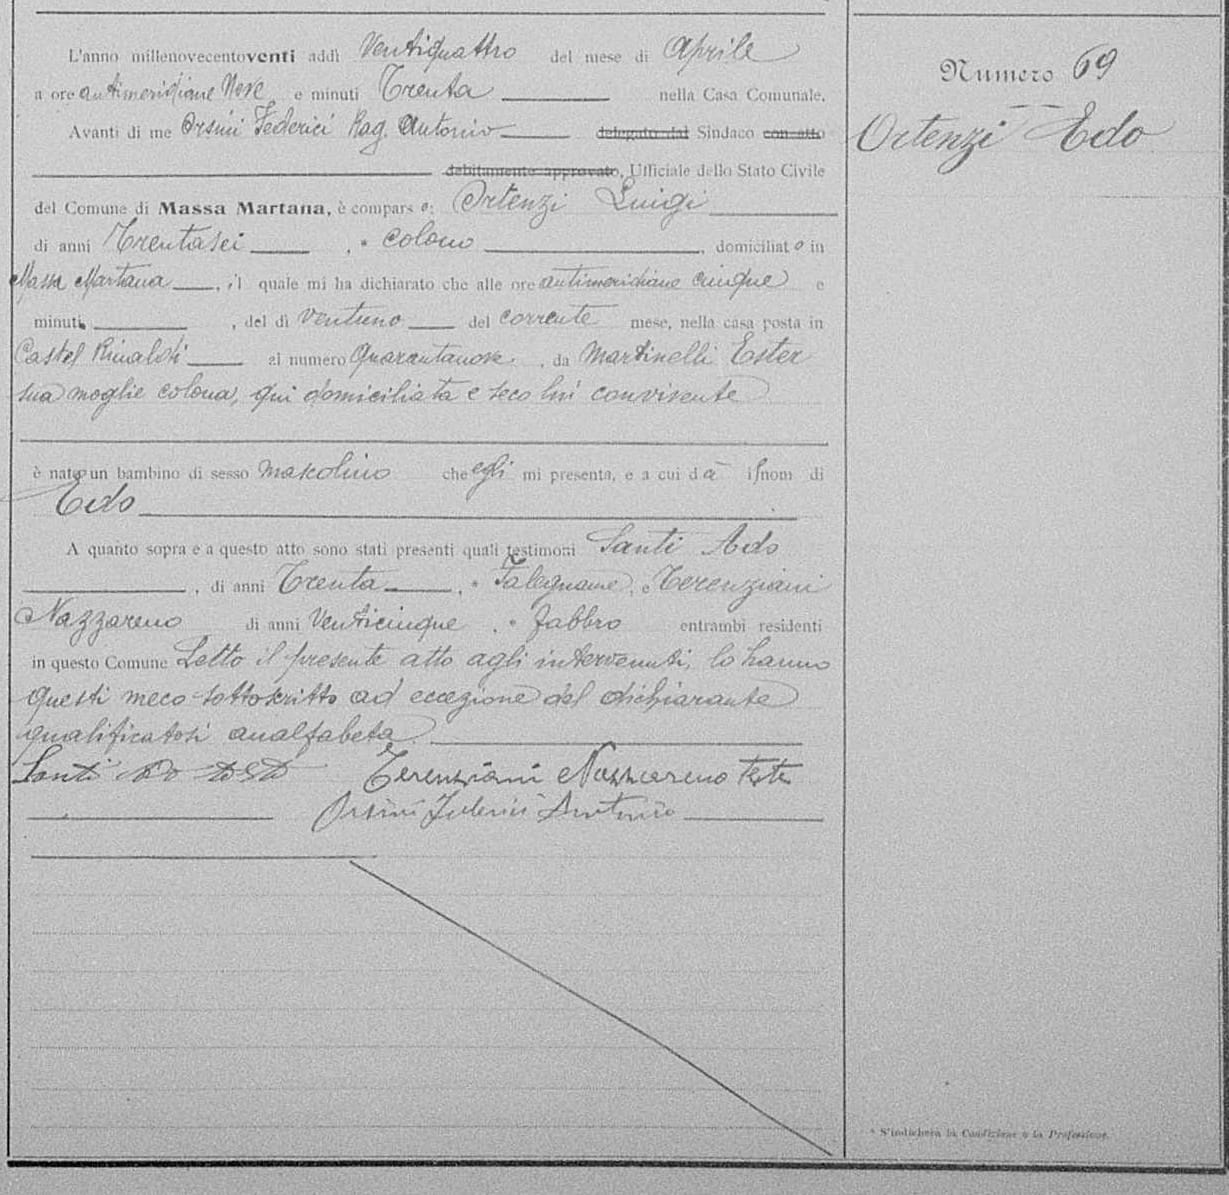 L'anno millenovecentoventi addì Ventiquattro del mese di Aprile
a ore antimeridiane Nove e minuti Trenta nella Casa Comunale.
Avanti di me Orsini Federici Rag. Antonio delegato dal Sindaco con atto
debitamente approvato, Ufficiale dello Stato Civile
del Comune di Massa Martana, è compars o: Ortenzi Luigi
di anni Trentasei, * colono, domiciliato in
Massa Martana, il quale mi ha dichiarato che alle ore antimeridiane cinque e
minuti, del dì ventuno del corrente mese, nella casa posta in
Castel Rinaldi al numero Quarantanove, da Martinelli Ester
sua moglie colona, qui domiciliata e seco lui convivente
è nato un bambino di sesso mascolino che egli mi presenta, e a cui dà il nom di
Edo
A quanto sopra e a questo atto sono stati presenti quali testimoni Santi Ado
, di anni Trenta, * Falegname, e Terenziani
Nazzareno di anni Venticinque, * fabbro entrambi residenti
in questo Comune Letto il presente atto agli intervenuti, lo hanno
questi meco sottoscritto ad eccezione del dichiarante
qualificatosi analfabeta
Santi Ado
Terenziani Nazzareno Teste
Orsini Federici Antonio
Numero 69
Ortenzi Edo
* S'indicherà la Condizione o la Professione.